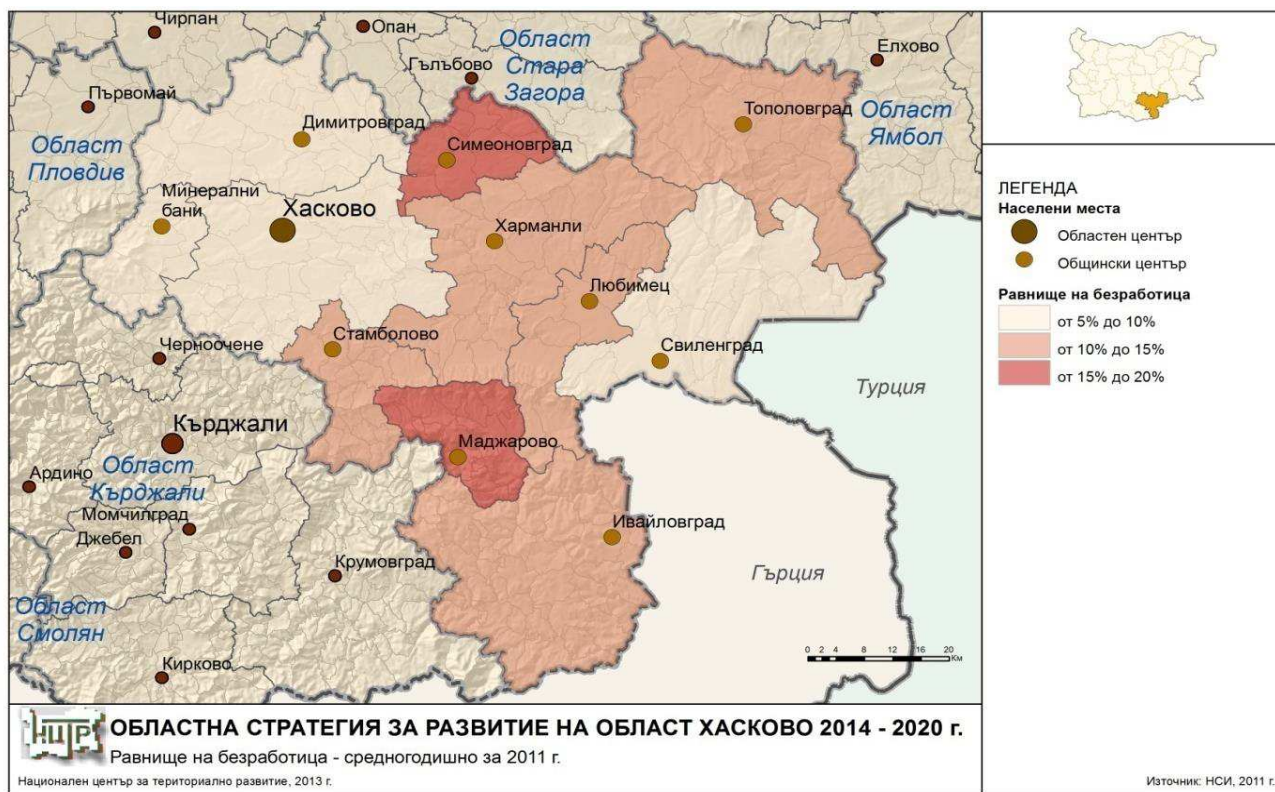 Чирпан
Опан
Област
Стара
Загора
Елхово
Гълъбово
Първомай
Димитровград
Тополовград
Област
Ямбол
Област
Пловдив
Симеоновград
Минерални
бани
Хасково
Харманли
Любимец
Стамболово
Свиленград
Черноочене
Турция
Кърджали
Маджарово
Ардино
Област
Кърджали
Момчилград
Джебел
Ивайловград
Крумовград
Гърция
Област
Смолян
Кирково
0 2 4 8 12 16 20
Км
ЛЕГЕНДА
Населени места
Областен център
Общински център
Равнище на безработица
от 5% до 10%
от 10% до 15%
от 15% до 20%
НЦТР
ОБЛАСТНА СТРАТЕГИЯ ЗА РАЗВИТИЕ НА ОБЛАСТ ХАСКОВО 2014 - 2020 г.
Равнище на безработица - средногодишно за 2011 г.
Национален център за териториално развитие, 2013 г.
Източник: НСИ, 2011 г.